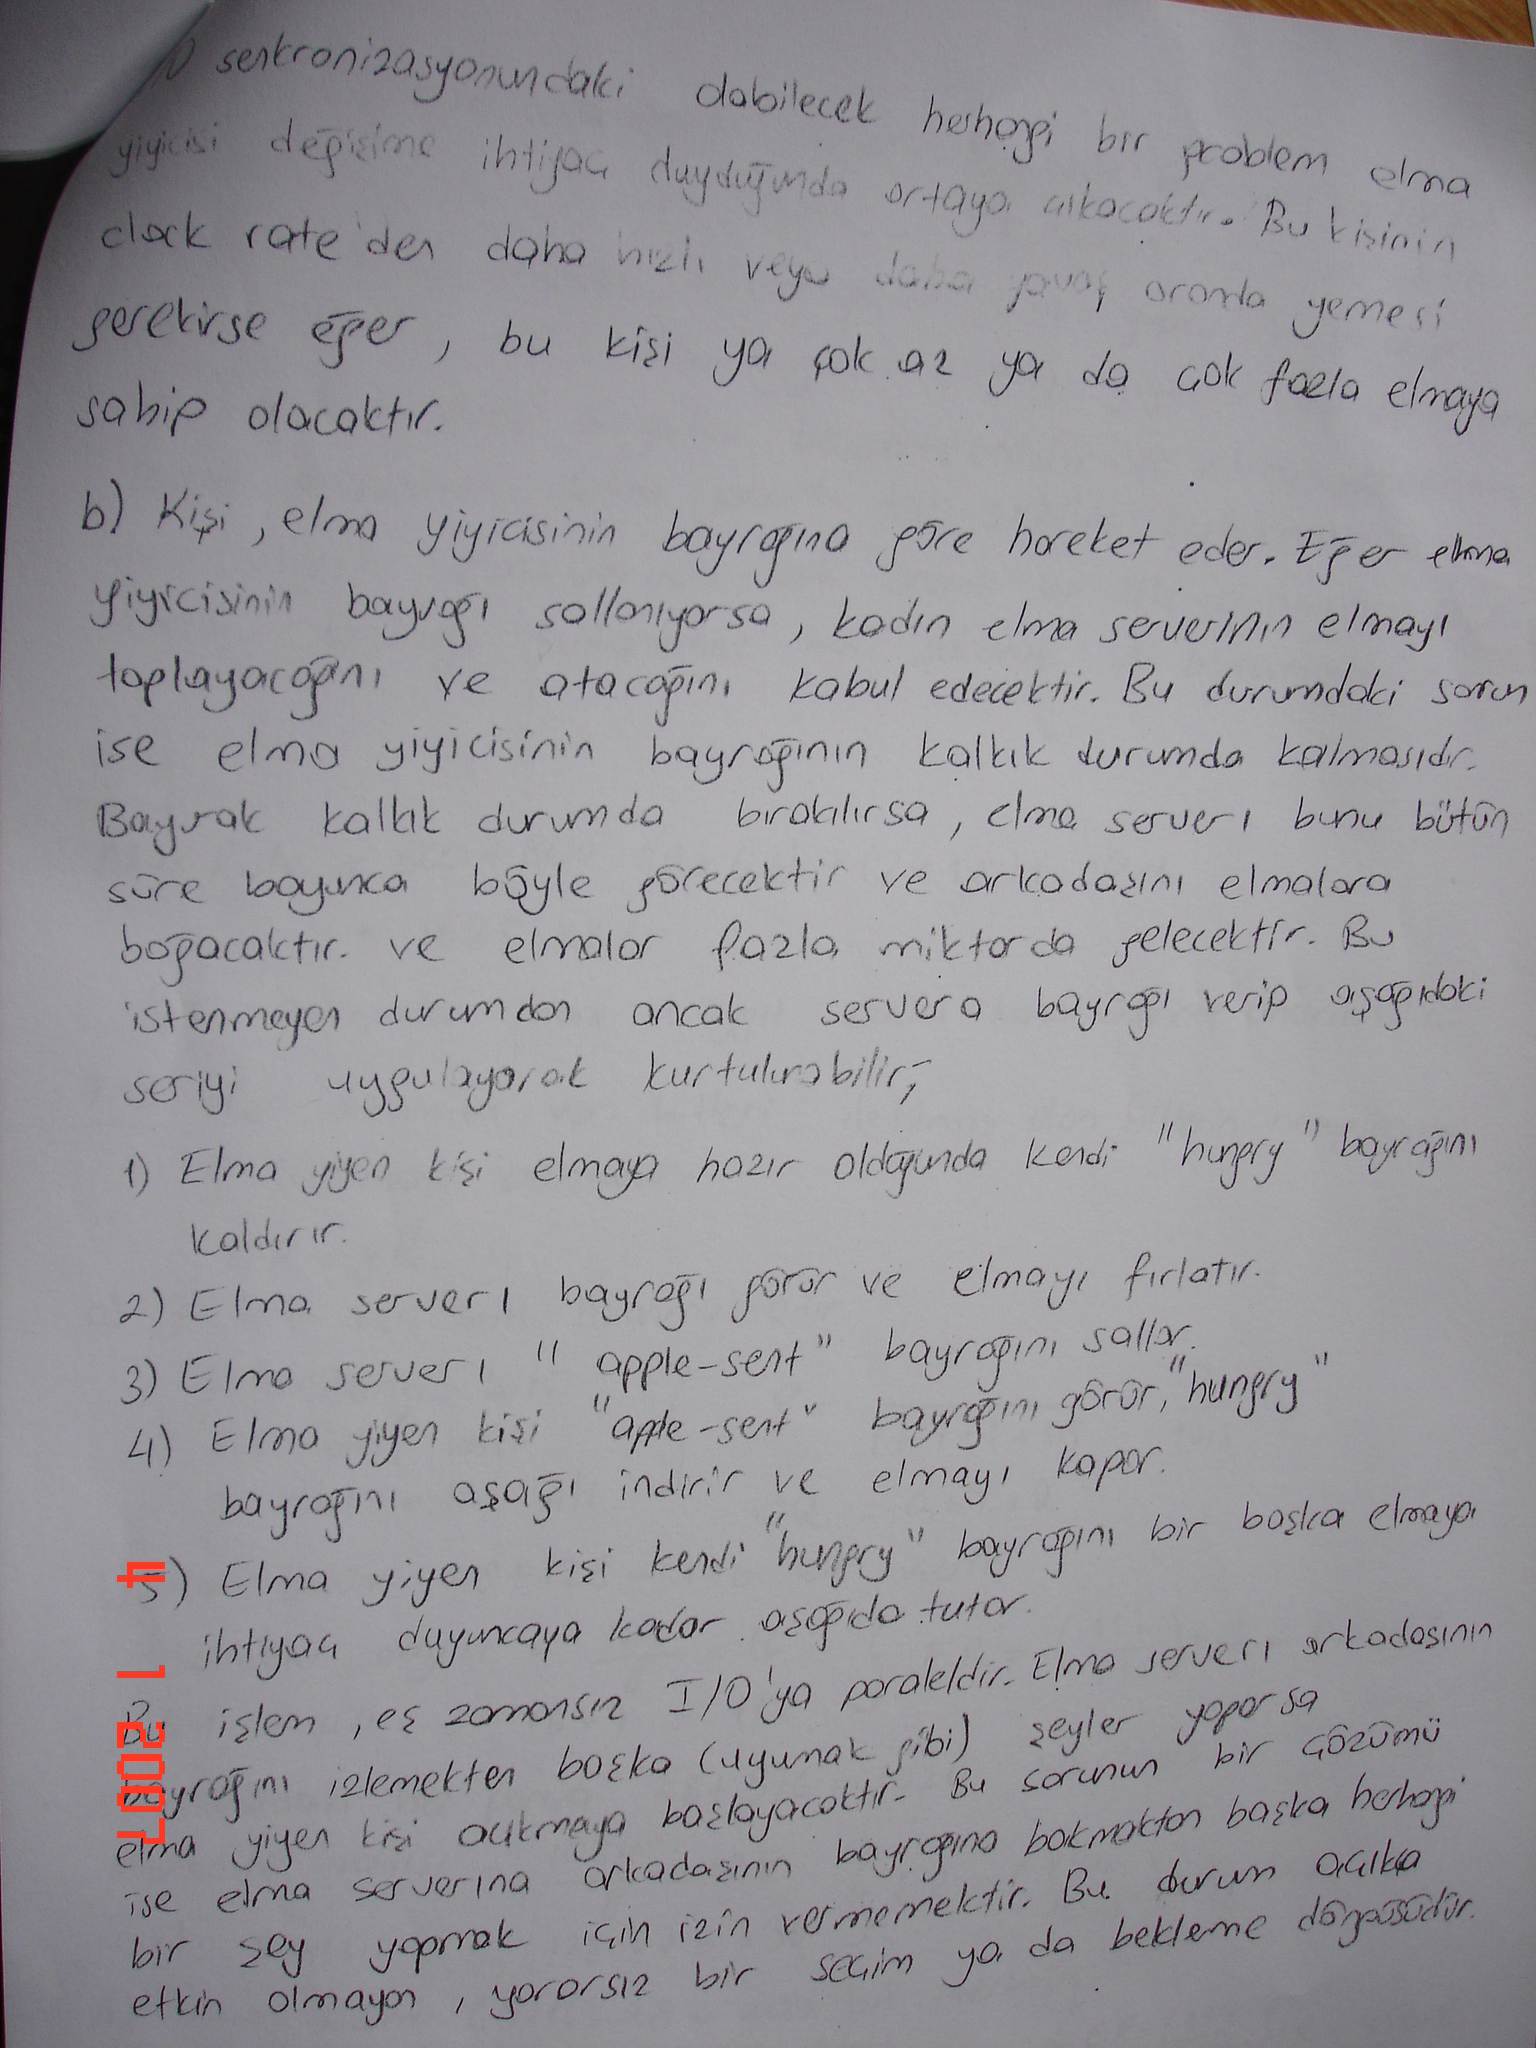 senkronizasyonundaki olabilecek herhangi bir problem elma
yiyicisi değişime ihtiyacı duyduğunda ortaya çıkacaktır. Bu kişinin
clock rate'den daha hızlı veya daha yavaş oranda yemesi
gerekirse eğer, bu kişi ya çok az ya da çok fazla elmaya
sahip olacaktır.
b) Kişi, elma yiyicisinin bayrağına göre hareket eder. Eğer elma
yiyicisinin bayrağı sallanıyorsa, kadın elma serverının elmayı
toplayacağını ve atacağını kabul edecektir. Bu durumdaki sorun
ise elma yiyicisinin bayrağının kalkık durumda kalmasıdır.
Bayrak kalkık durumda bırakılırsa, elma serverı bunu bütün
süre boyunca böyle görecektir ve arkadaşını elmalara
boğacaktır. ve elmalar fazla miktarda gelecektir. Bu
istenmeyen durumdan ancak servera bayrağı verip aşağıdaki
seriyi uygulayarak kurtulunabilir;
1) Elma yiyen kişi elmaya hazır olduğunda kendi "hungry" bayrağını
kaldırır.
2) Elma serverı bayrağı görür ve elmayı fırlatır.
3) Elma serverı "apple-sent" bayrağını sallar.
4) Elma yiyen kişi "apple-sent" bayrağını görür, "hungry"
bayrağını aşağı indirir ve elmayı kapar.
5) Elma yiyen kişi kendi "hungry" bayrağını bir başka elmaya
ihtiyacı duyuncaya kadar aşağıda tutar.
Bu işlem, eş zamansız I/O'ya paraleldir. Elma serverı arkadaşının
bayrağını izlemekten başka (uyumak gibi) şeyler yaparsa
elma yiyen kişi acıkmaya başlayacaktır. Bu sorunun bir çözümü
ise elma serverına arkadaşının bayrağına bakmaktan başka herhangi
bir şey yapmak için izin vermemektir. Bu durum açıkça
etkin olmayan, yararsız bir seçim ya da bekleme döngüsüdür.
4 1 2007